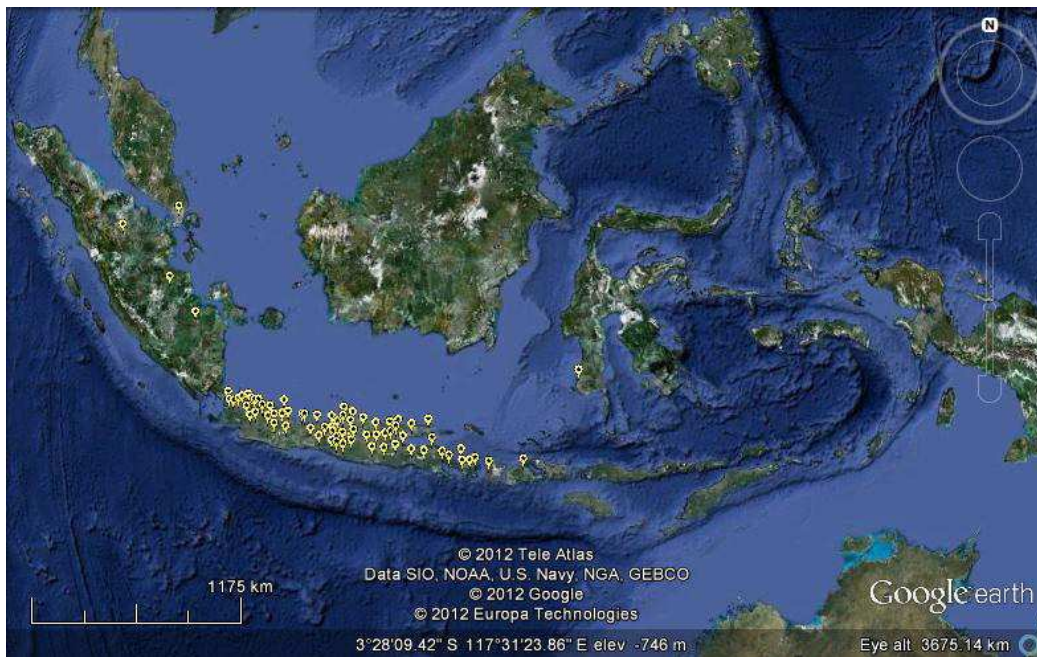 N
1175 km
© 2012 Tele Atlas
Data SIO, NOAA, U.S. Navy, NGA, GEBCO
© 2012 Google
© 2012 Europa Technologies
Google earth
3°28'09.42" S 117°31'23.86" E elev -746 m
Eye alt 3675.14 km